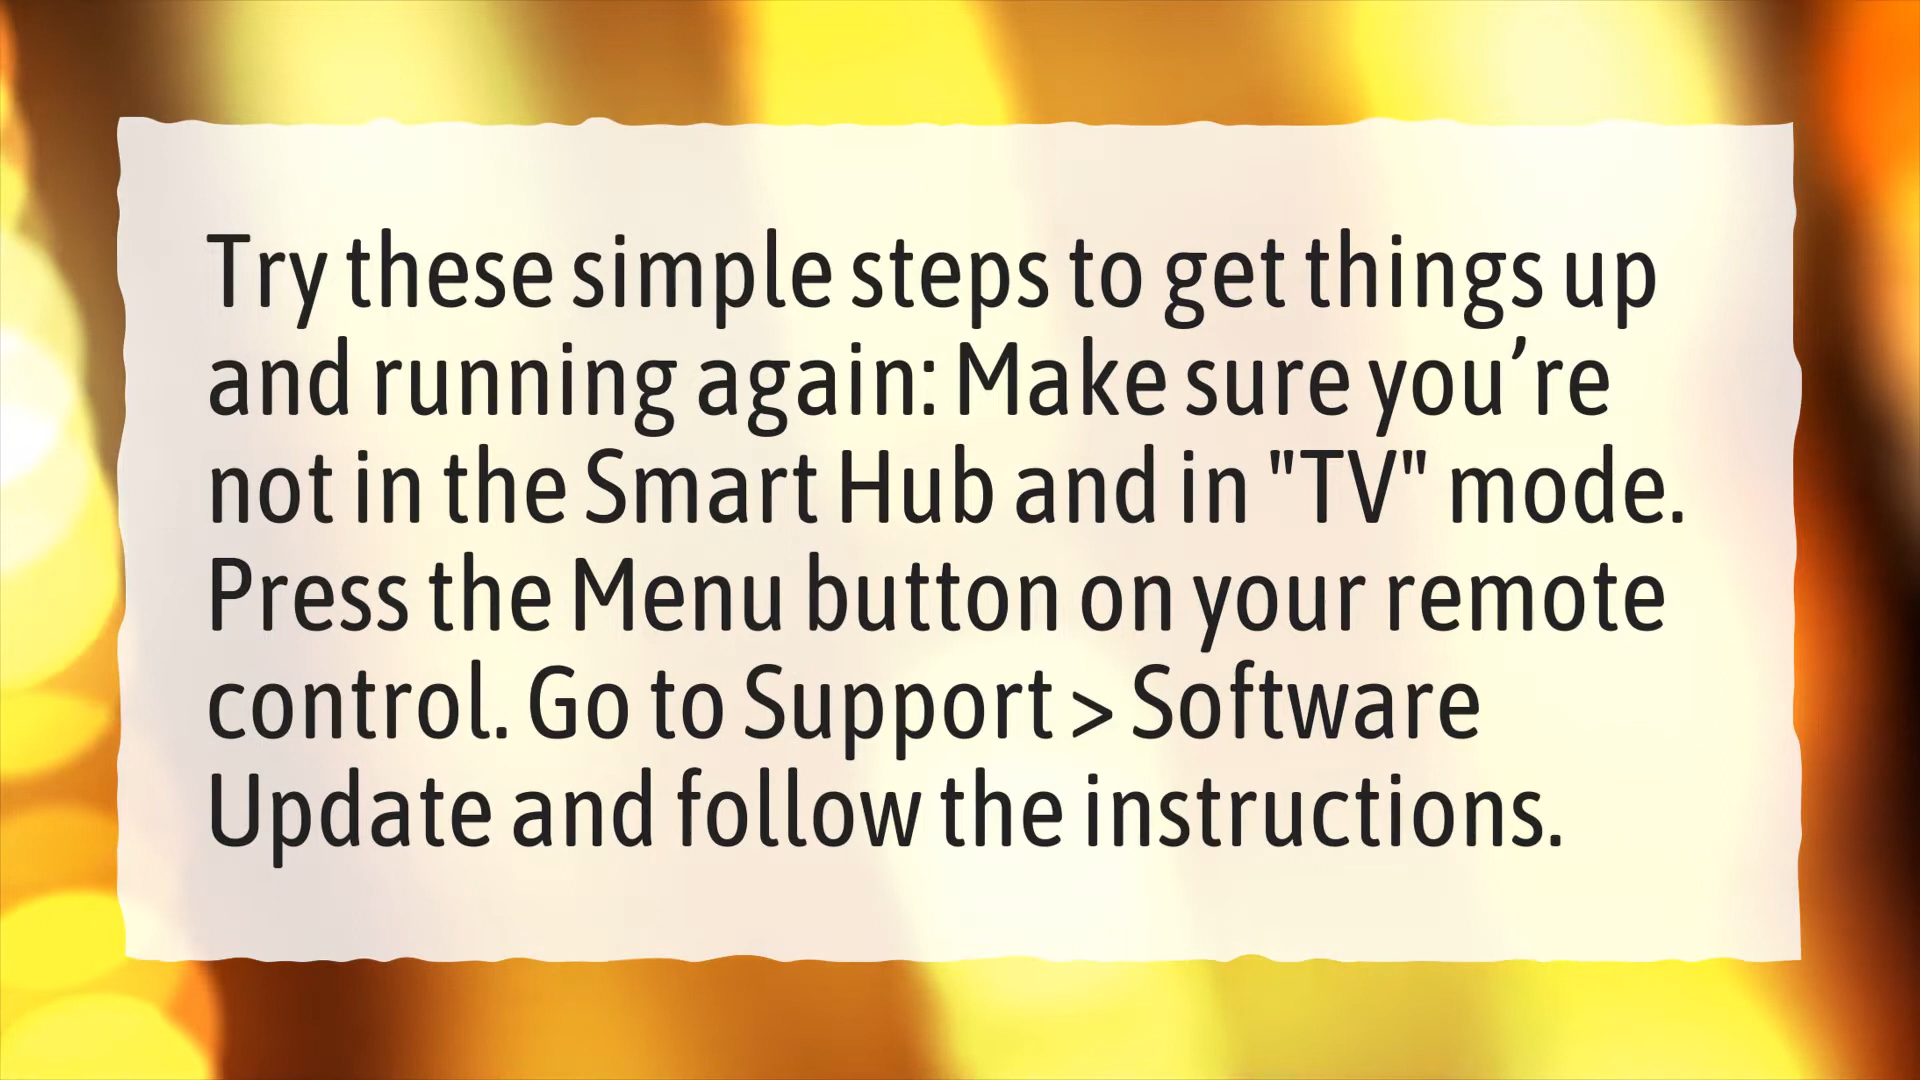 Try these simple steps to get things up
and running again: Make sure you’re
not in the Smart Hub and in "TV" mode.
Press the Menu button on your remote
control. Go to Support > Software
Update and follow the instructions.